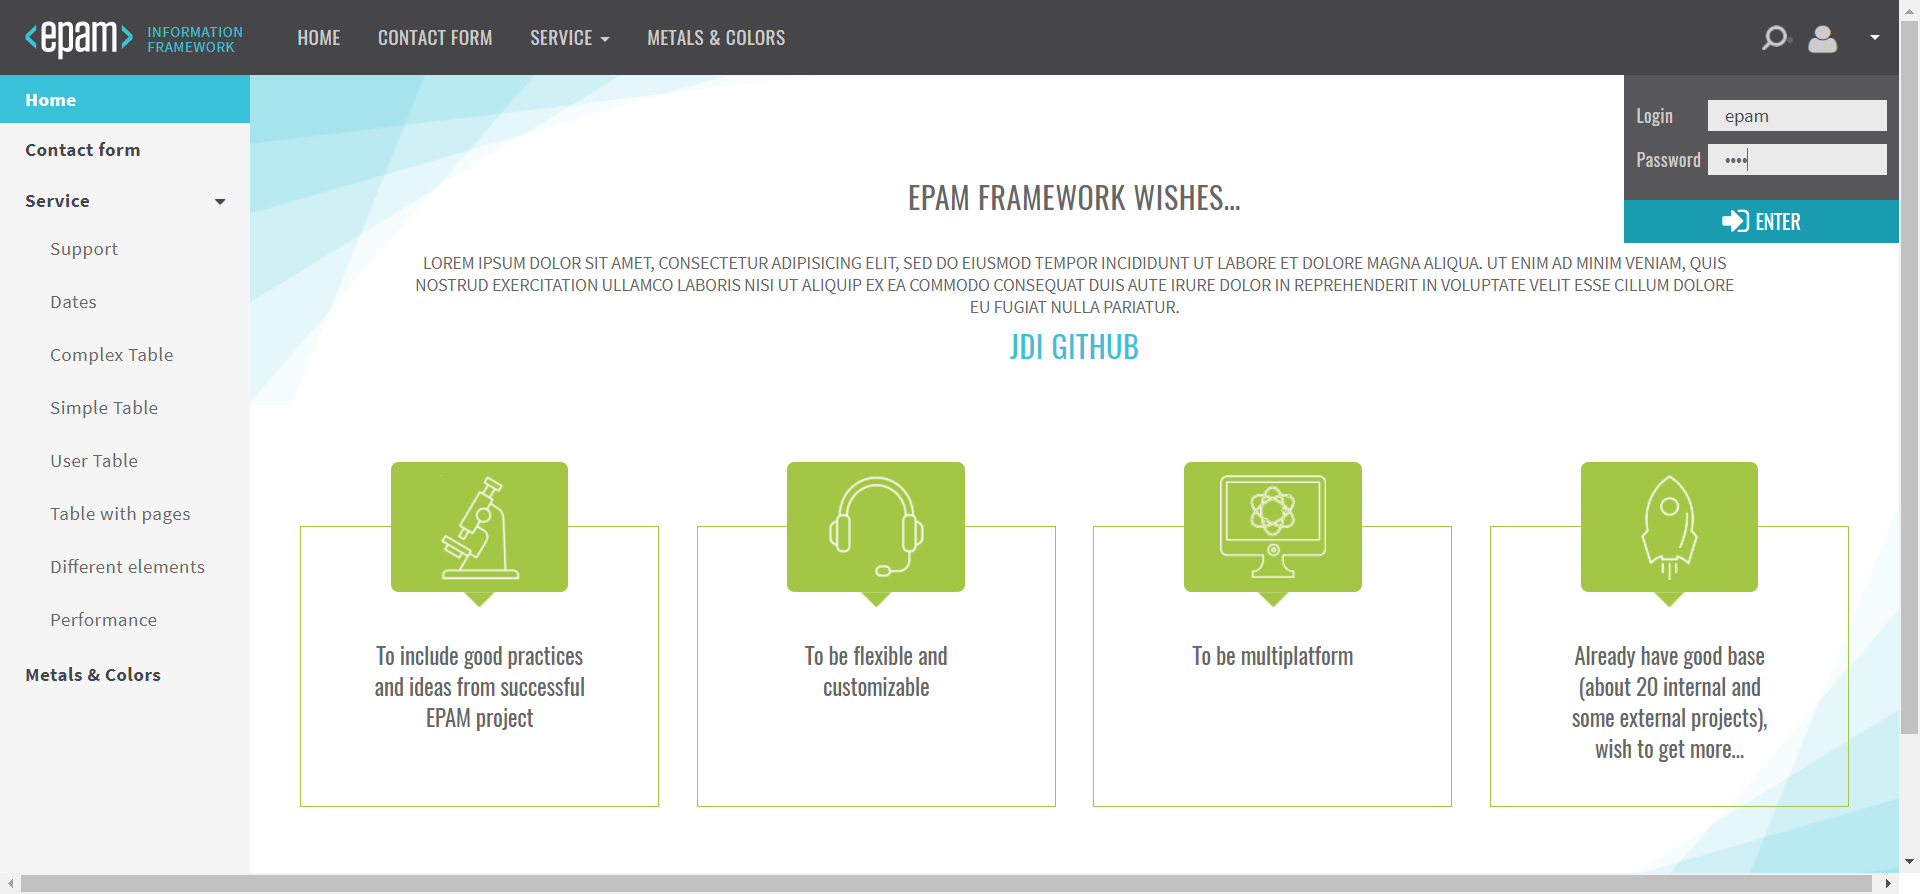 epam
INFORMATION
FRAMEWORK
HOME
CONTACT FORM
SERVICE
METALS & COLORS
Home
Contact form
Service
Support
Dates
Complex Table
Simple Table
User Table
Table with pages
Different elements
Performance
Metals & Colors
Login
epam
Password
••••
ENTER
EPAM FRAMEWORK WISHES...
LOREM IPSUM DOLOR SIT AMET, CONSECTETUR ADIPISICING ELIT, SED DO EIUSMOD TEMPOR INCIDIDUNT UT LABORE ET DOLORE MAGNA ALIQUA. UT ENIM AD MINIM VENIAM, QUIS
NOSTRUD EXERCITATION ULLAMCO LABORIS NISI UT ALIQUIP EX EA COMMODO CONSEQUAT DUIS AUTE IRURE DOLOR IN REPREHENDERIT IN VOLUPTATE VELIT ESSE CILLUM DOLORE
EU FUGIAT NULLA PARIATUR.
JDI GITHUB
To include good practices
and ideas from successful
EPAM project
To be flexible and
customizable
To be multiplatform
Already have good base
(about 20 internal and
some external projects),
wish to get more...